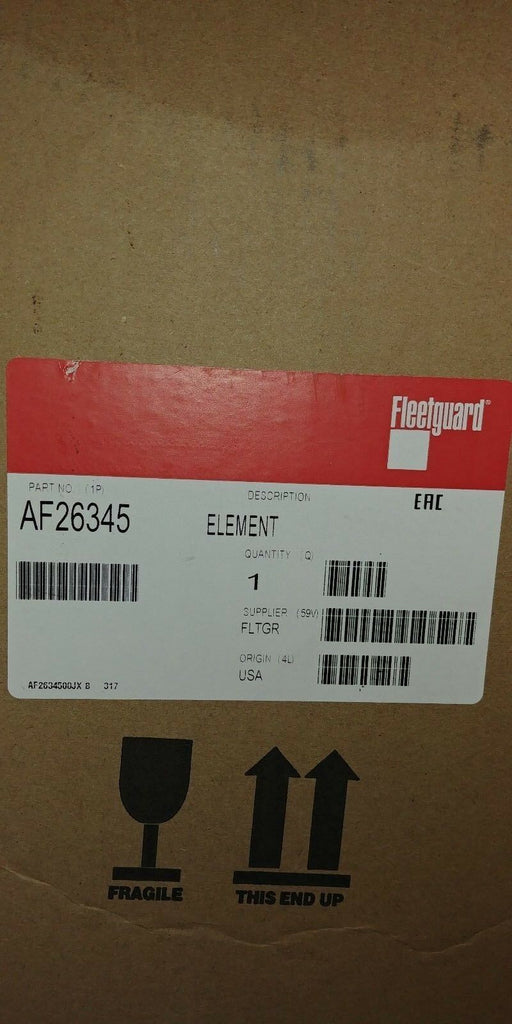 Fleetguard®
PART NO (1P)
AF26345
DESCRIPTION
ELEMENT
EAC
QUANTITY (Q)
1
SUPPLIER (59V)
FLTGR
ORIGIN (4L)
USA
AF2634500JX B 317
FRAGILE
THIS END UP